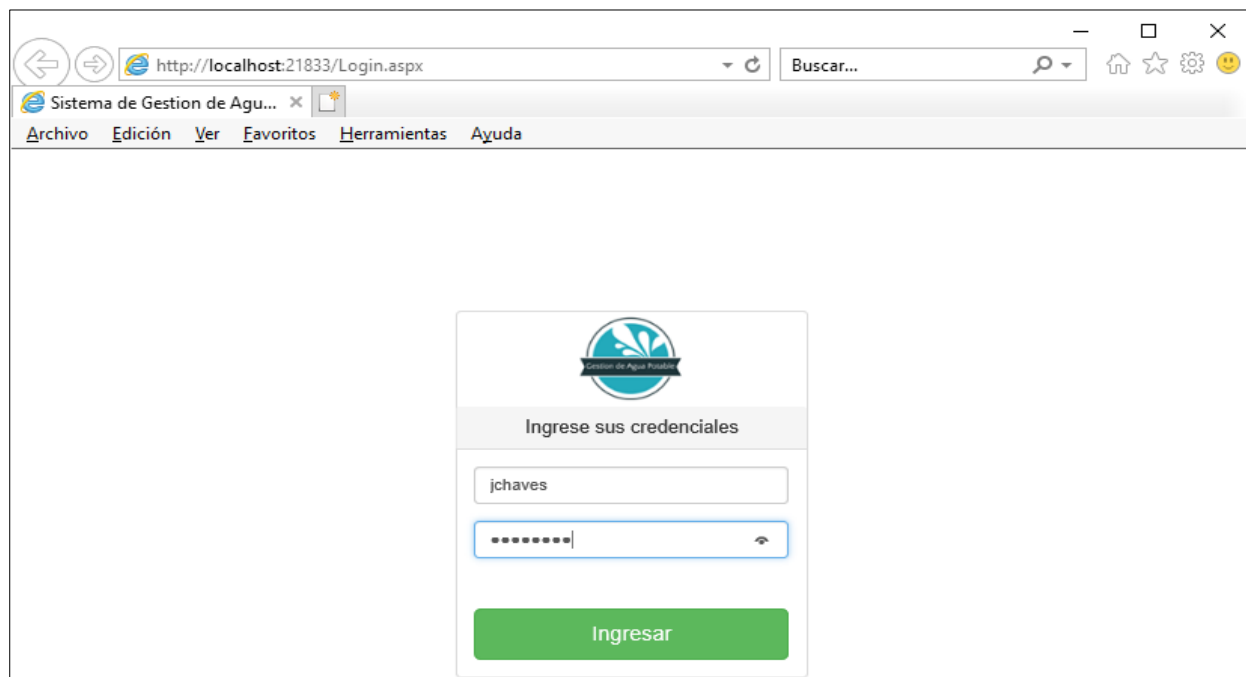 http://localhost:21833/Login.aspx
Buscar...
Sistema de Gestion de Agu...
Archivo Edición Ver Favoritos Herramientas Ayuda
Gestion de Agua Potable
Ingrese sus credenciales
jchaves
••••••••
Ingresar